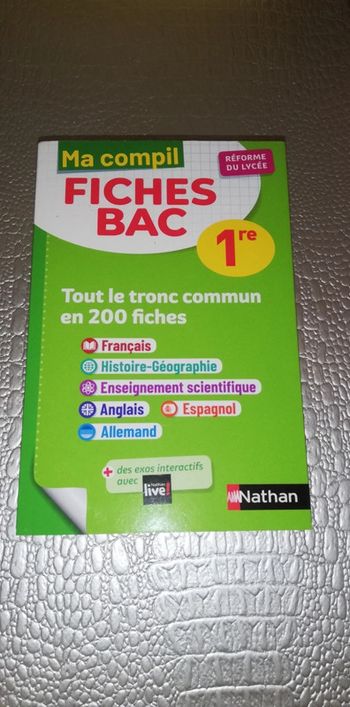 Ma compil
RÉFORME
DU LYCÉE
FICHES
BAC
1re
Tout le tronc commun
en 200 fiches
Français
Histoire-Géographie
Enseignement scientifique
Anglais Espagnol
Allemand
+ des exos interactifs
avec Nathan live!
Nathan